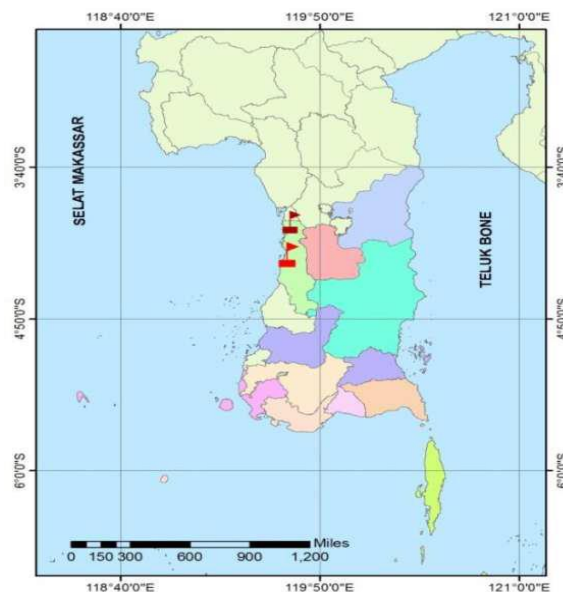 118°40'0"E 119°50'0"E 121°0'0"E
SELAT MAKASSAR
TELUK BONE
3°40'0"S 3°40'0"S
4°50'0"S 4°50'0"S
6°0'0"S 6°0'0"S
Miles
0 150 300 600 900 1,200
118°40'0"E 119°50'0"E 121°0'0"E